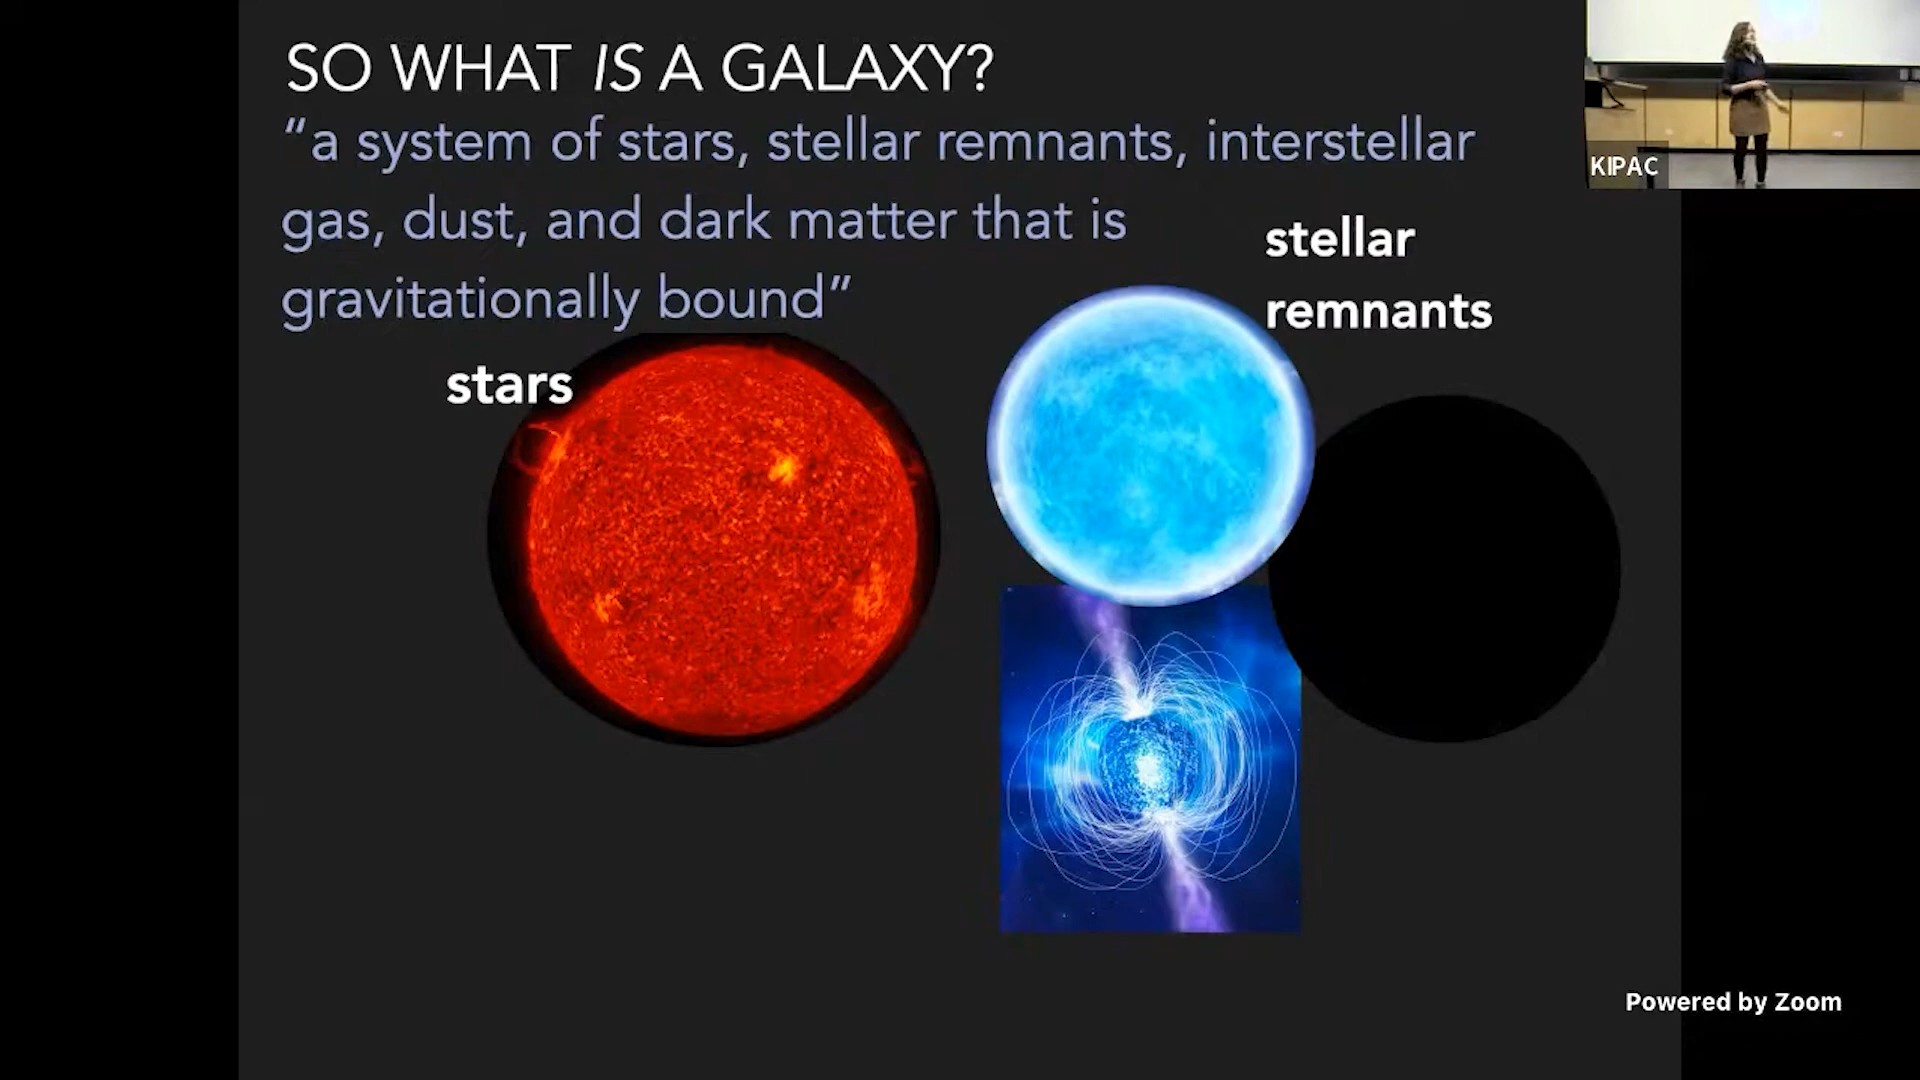 SO WHAT IS A GALAXY?
“a system of stars, stellar remnants, interstellar
gas, dust, and dark matter that is
gravitationally bound”
stellar
remnants
stars
KIPAC
Powered by Zoom